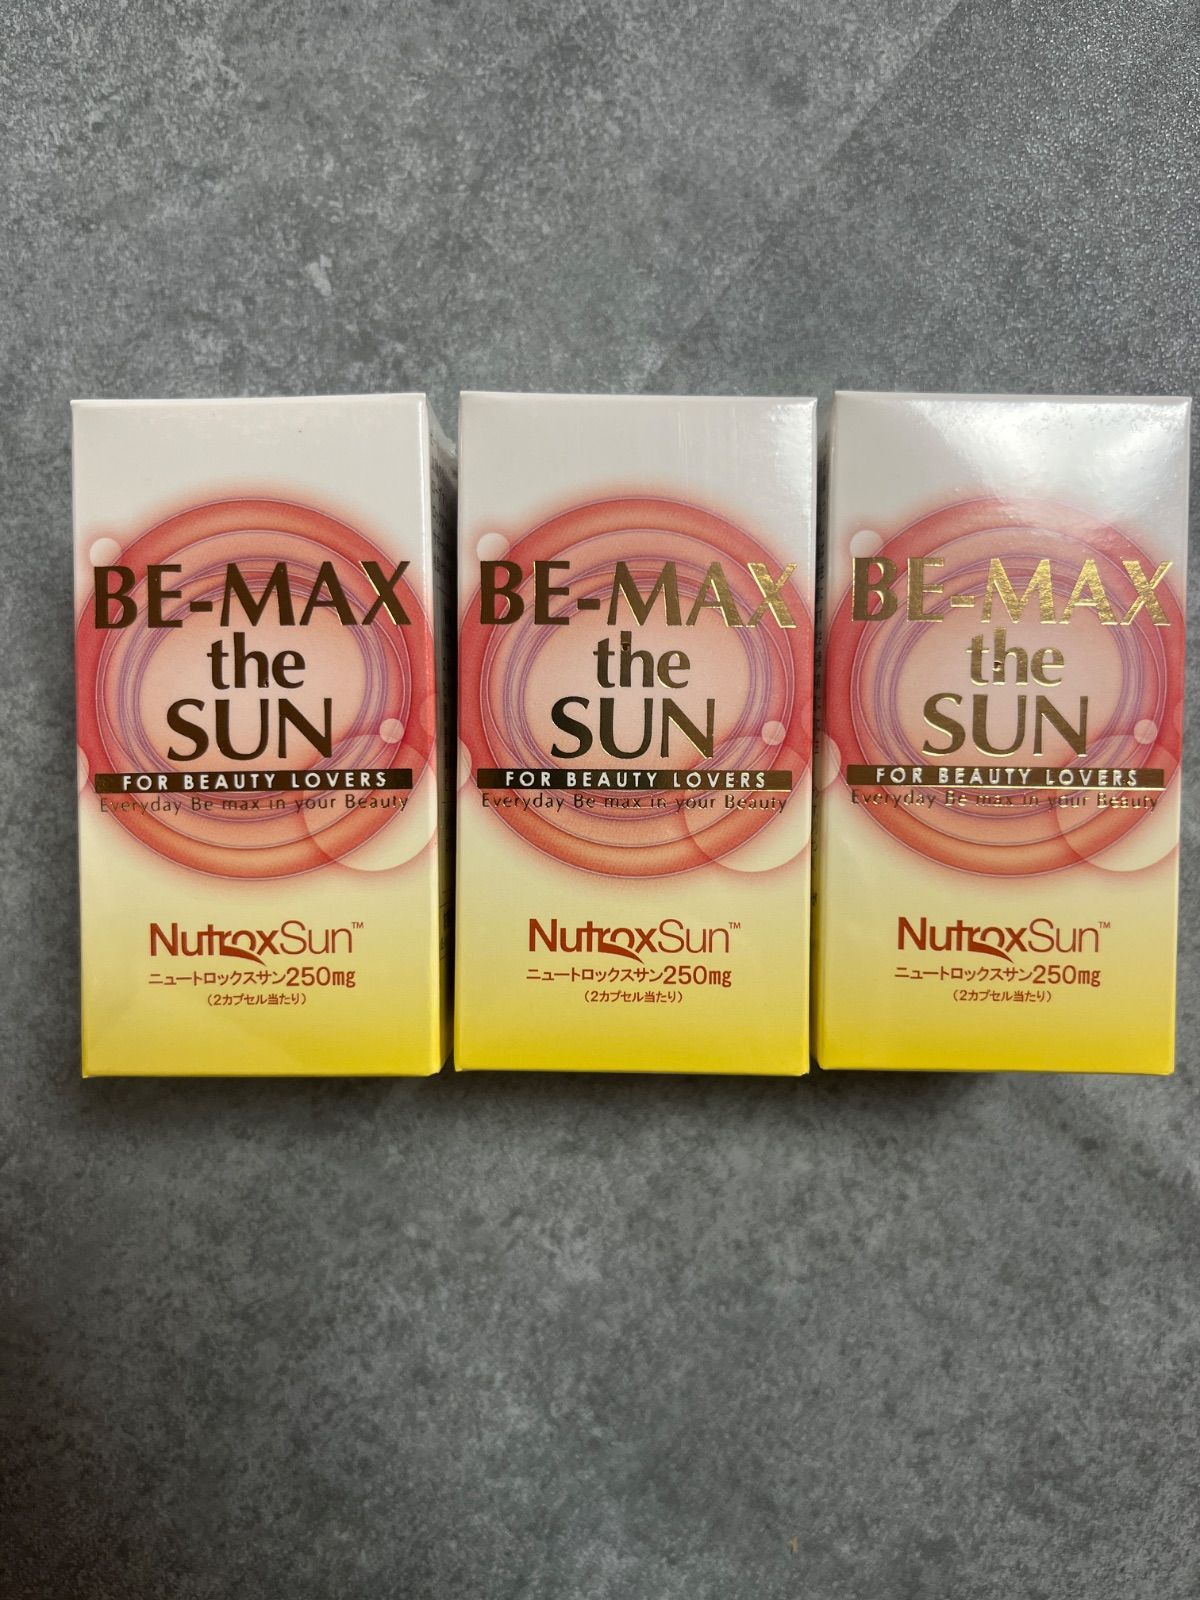 BE-MAX
the
SUN
FOR BEAUTY LOVERS
Everyday Be max in your Beauty
NutroxSun™
ニュートロックスサン250mg
(2カプセル当たり)
BE-MAX
the
SUN
FOR BEAUTY LOVERS
Everyday Be max in your Beauty
NutroxSun™
ニュートロックスサン250mg
(2カプセル当たり)
BE-MAX
the
SUN
FOR BEAUTY LOVERS
Everyday Be max in your Beauty
NutroxSun™
ニュートロックスサン250mg
(2カプセル当たり)